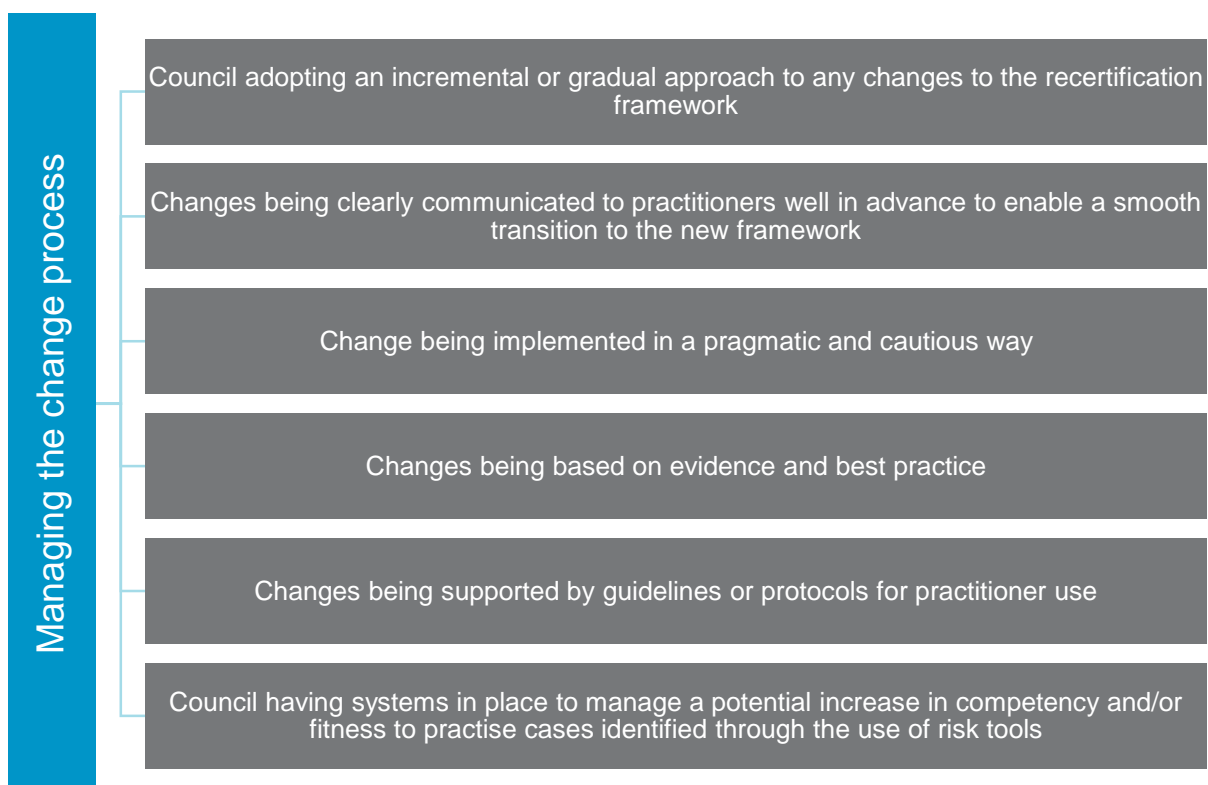 Managing the change process
Council adopting an incremental or gradual approach to any changes to the recertification
framework
Changes being clearly communicated to practitioners well in advance to enable a smooth
transition to the new framework
Change being implemented in a pragmatic and cautious way
Changes being based on evidence and best practice
Changes being supported by guidelines or protocols for practitioner use
Council having systems in place to manage a potential increase in competency and/or
fitness to practise cases identified through the use of risk tools